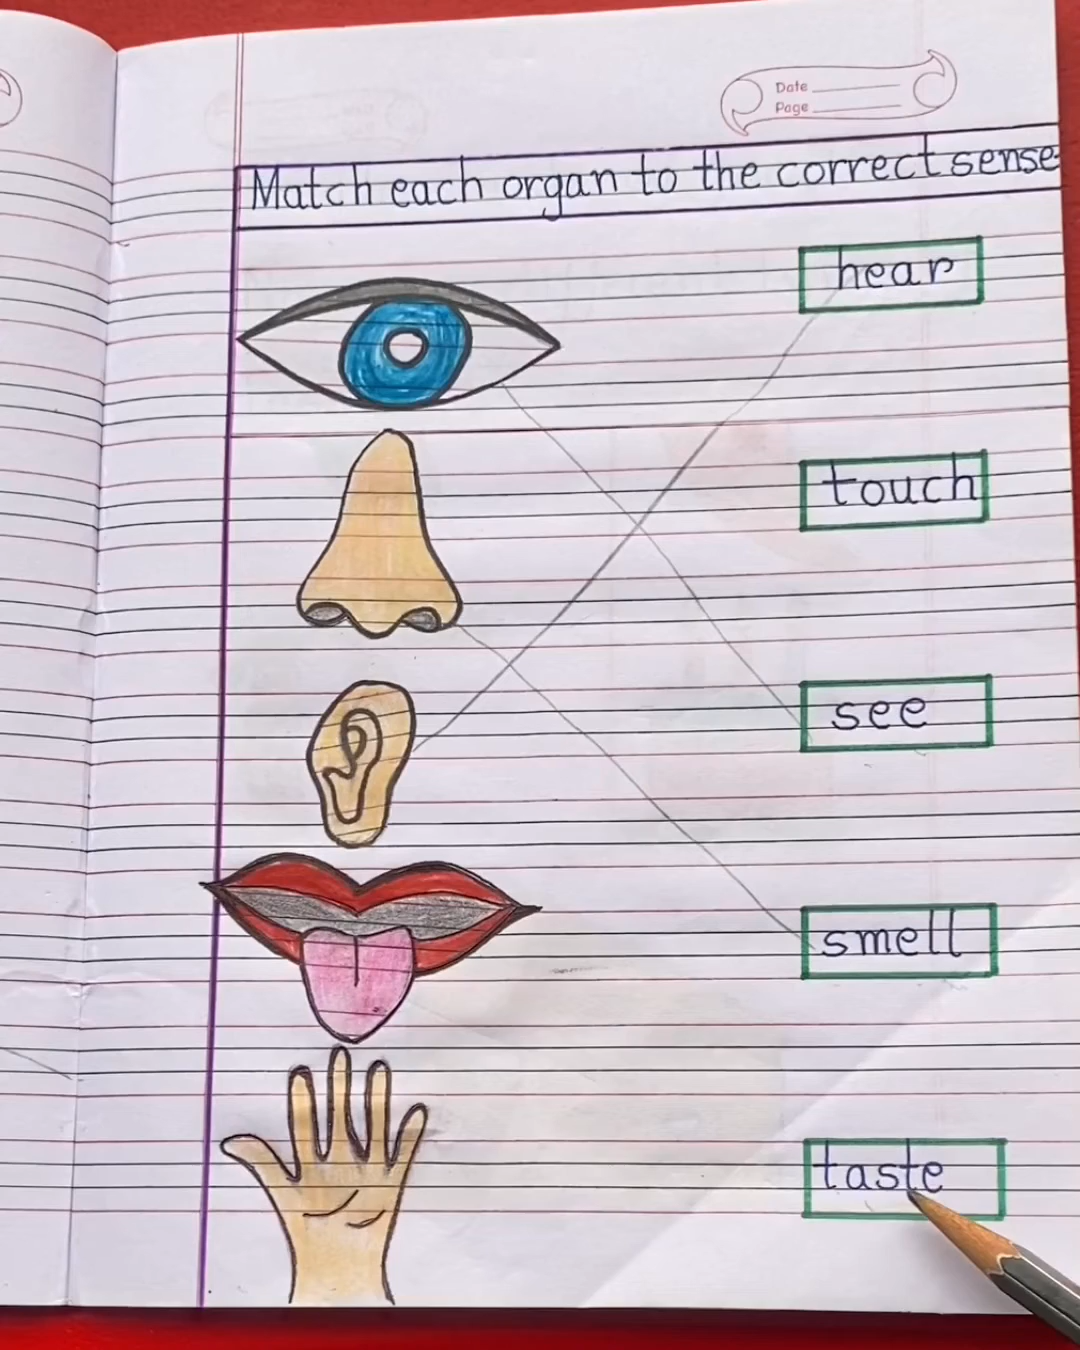 Date
Page
Match each organ to the correct sense
hear
touch
see
smell
taste